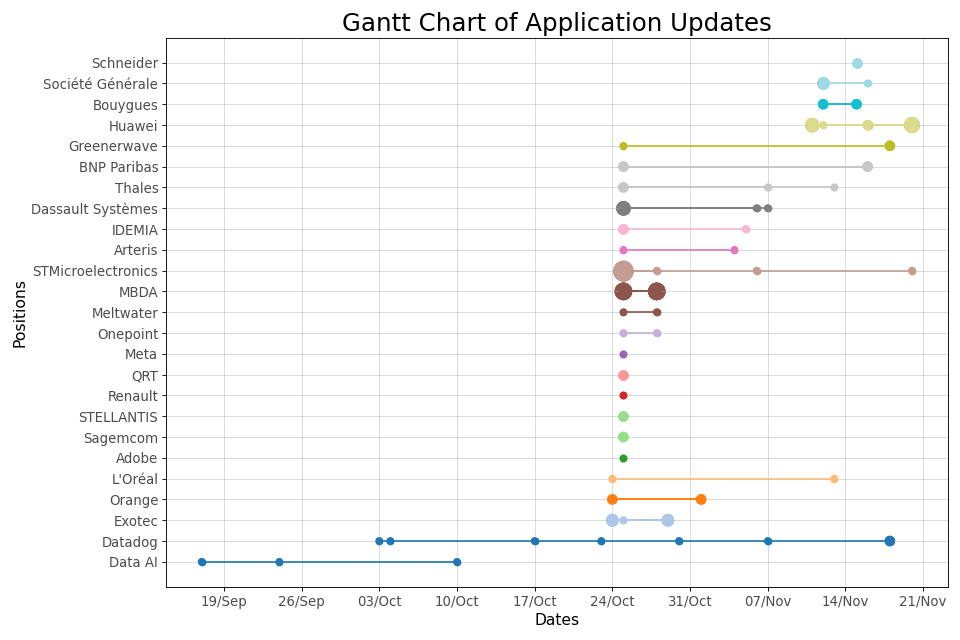 Gantt Chart of Application Updates
Schneider
Société Générale
Bouygues
Huawei
Greenerwave
BNP Paribas
Thales
Dassault Systèmes
IDEMIA
Arteris
STMicroelectronics
MBDA
Meltwater
Onepoint
Meta
QRT
Renault
STELLANTIS
Sagemcom
Adobe
L'Oréal
Orange
Exotec
Datadog
Data AI
Positions
19/Sep 26/Sep 03/Oct 10/Oct 17/Oct 24/Oct 31/Oct 07/Nov 14/Nov 21/Nov
Dates